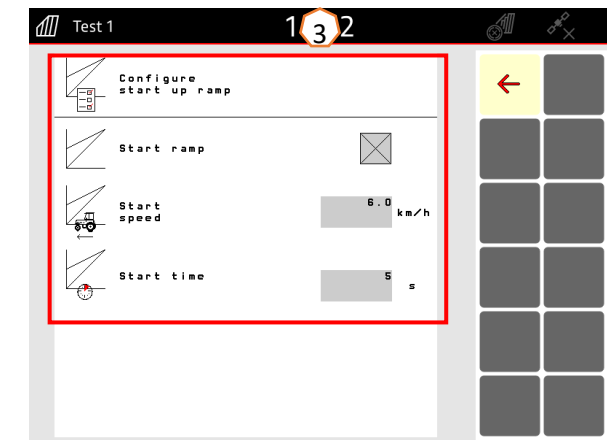 Test 1
1 3 2
Configure
start up ramp
Start ramp
Start
speed
6.0 km/h
Start time
5 s